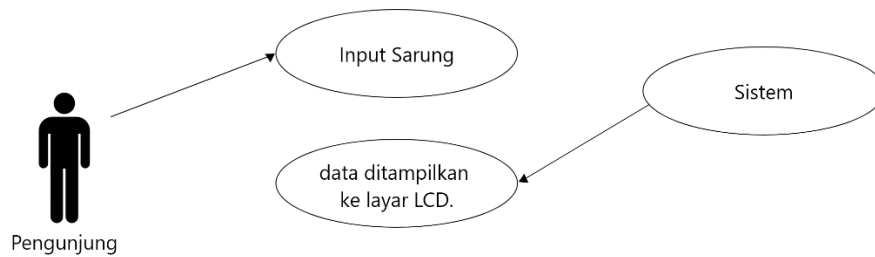 Input Sarung
Sistem
data ditampilkan
ke layar LCD.
Pengunjung